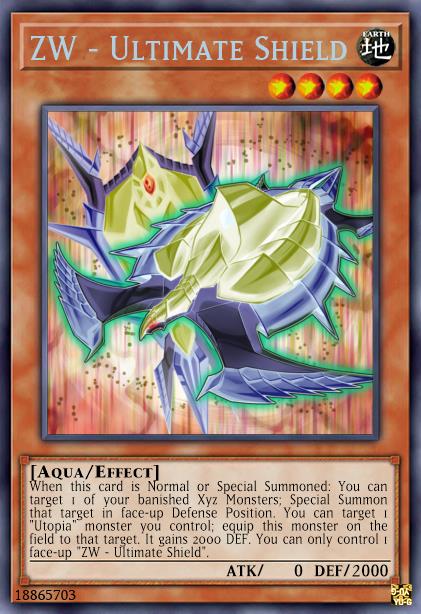 ZW - Ultimate Shield
EARTH
地
[Aqua/Effect]
When this card is Normal or Special Summoned: You can
target 1 of your banished Xyz Monsters; Special Summon
that target in face-up Defense Position. You can target 1
"Utopia" monster you control; equip this monster on the
field to that target. It gains 2000 DEF. You can only control 1
face-up "ZW - Ultimate Shield".
ATK/ 0 DEF/2000
18865703